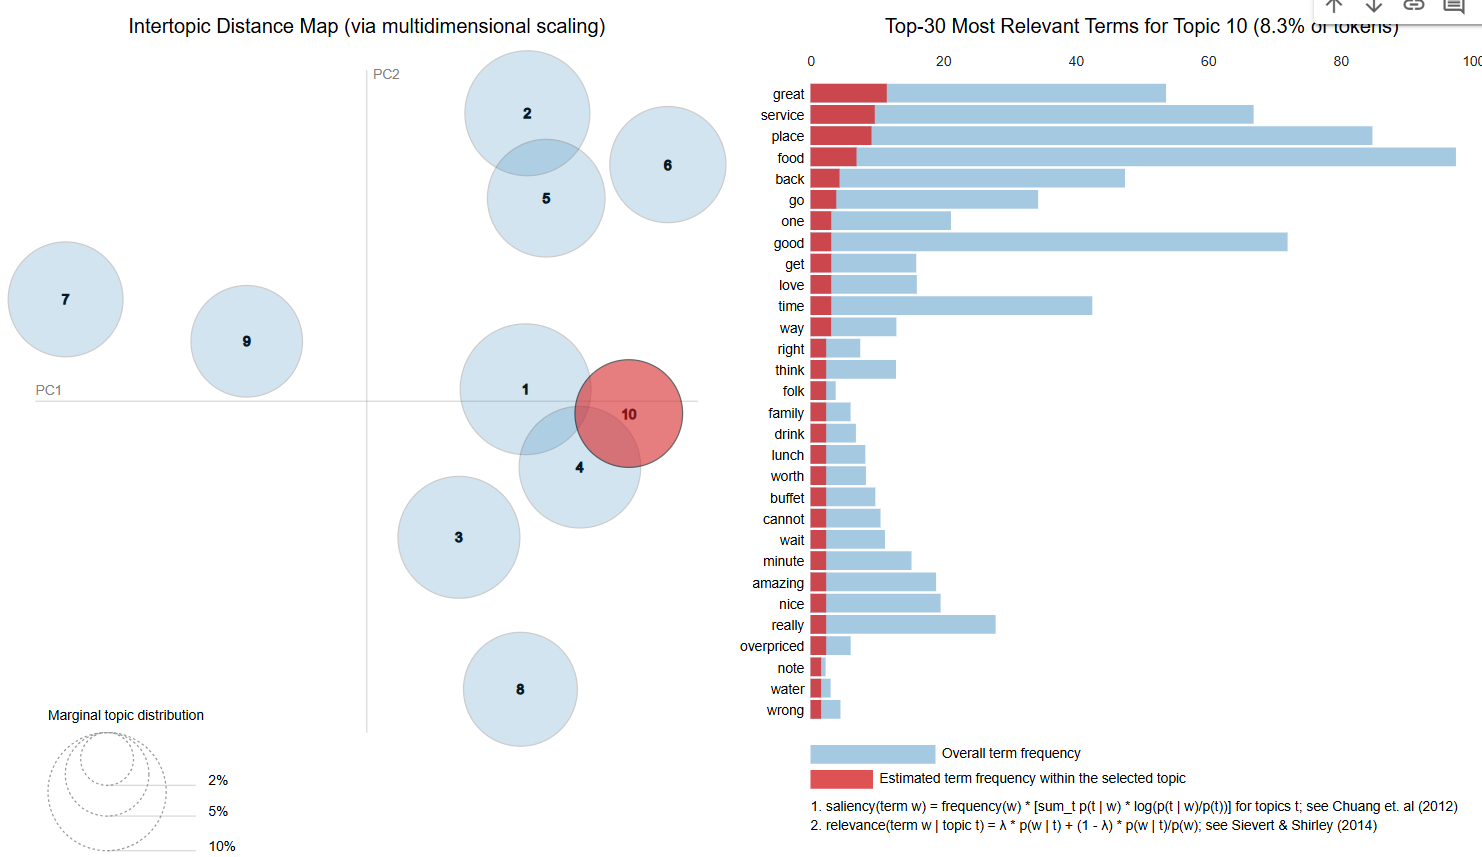 Intertopic Distance Map (via multidimensional scaling)
PC2
PC1
2
5
6
7
9
1
10
4
3
8
Marginal topic distribution
2%
5%
10%
Top-30 Most Relevant Terms for Topic 10 (8.3% of tokens)
0 20 40 60 80 100
great
service
place
food
back
go
one
good
get
love
time
way
right
think
folk
family
drink
lunch
worth
buffet
cannot
wait
minute
amazing
nice
really
overpriced
note
water
wrong
Overall term frequency
Estimated term frequency within the selected topic
1. saliency(term w) = frequency(w) * [sum_t p(t | w) * log(p(t | w)/p(t))] for topics t; see Chuang et. al (2012)
2. relevance(term w | topic t) = λ * p(w | t) + (1 - λ) * p(w | t)/p(w); see Sievert & Shirley (2014)